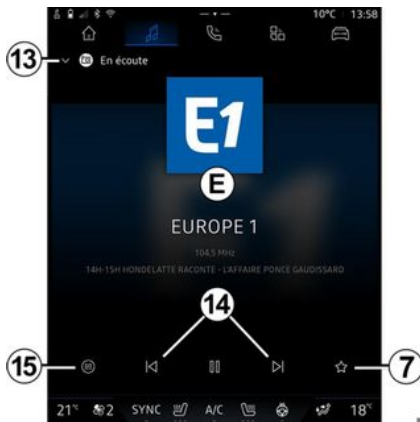 10°C 13:58
13
En écoute
E1
E
EUROPE 1
104,5 MHz
14H-15H HONDELATTE RACONTE - L'AFFAIRE PONCE GAUDISSARD
14
15
7
21°C 2 SYNC A/C 18°C